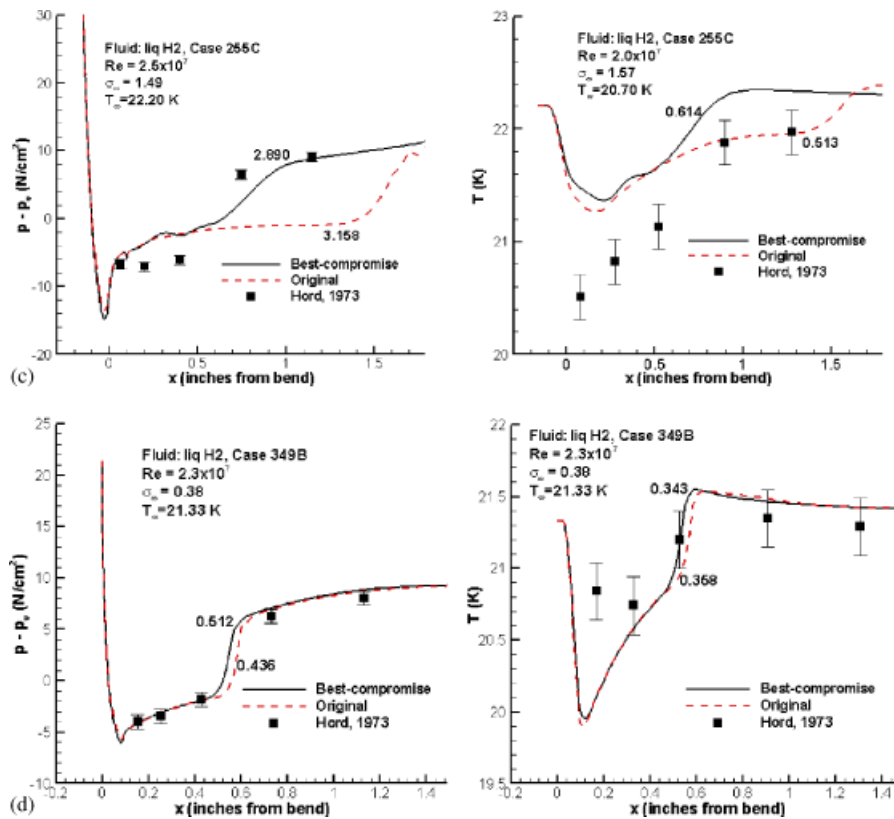 30
20
10
0
-10
-20
p - pᵥ (N/cm²)
Fluid: liq H2, Case 255C
Re = 2.5x10⁷
σ∞ = 1.49
T∞=22.20 K
2.890
3.158
Best-compromise
Original
Hord, 1973
0 0.5 1 1.5
x (inches from bend)
(c)
22
21
20
T (K)
Fluid: liq H2, Case 255C
Re = 2.0x10⁷
σ∞ = 1.57
T∞=20.70 K
0.614
0.513
Best-compromise
Original
Hord, 1973
0 0.5 1 1.5
x (inches from bend)
25
20
15
10
5
0
-5
-10
p - pᵥ (N/cm²)
Fluid: liq H2, Case 349B
Re = 2.3x10⁷
σ∞ = 0.38
T∞=21.33 K
0.512
0.436
Best-compromise
Original
Hord, 1973
-0.2 0 0.2 0.4 0.6 0.8 1 1.2 1.4
x (inches from bend)
(d)
22
21.5
21
20.5
20
19.5
T (K)
Fluid: liq H2, Case 349B
Re = 2.3x10⁷
σ∞ = 0.38
T∞=21.33 K
0.343
0.358
Best-compromise
Original
Hord, 1973
-0.2 0 0.2 0.4 0.6 0.8 1 1.2 1.4
x (inches from bend)